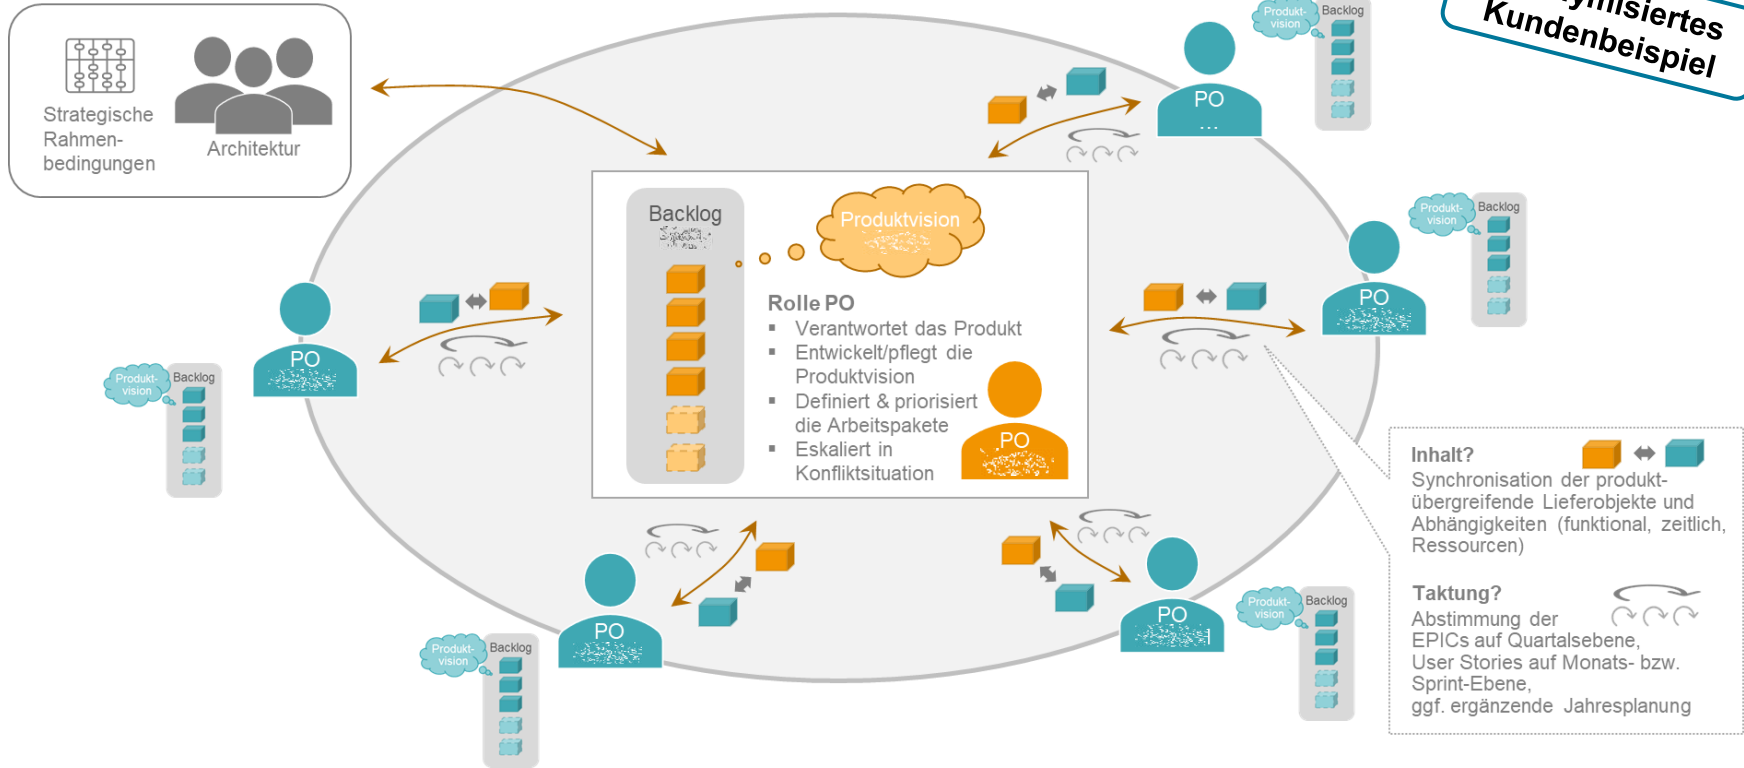 Strategische
Rahmen-
bedingungen
Architektur
Produkt-
vision
Backlog
Kundenbeispiel
PO
...
Backlog
Produktvision
Rolle PO
▪ Verantwortet das Produkt
▪ Entwickelt/pflegt die
Produktvision
▪ Definiert & priorisiert
die Arbeitspakete
▪ Eskaliert in
Konfliktsituation
PO
Produkt-
vision
Backlog
PO
PO
Produkt-
vision
Backlog
PO
Produkt-
vision
Backlog
PO
Produkt-
vision
Backlog
Inhalt?
Synchronisation der produkt-
übergreifende Lieferobjekte und
Abhängigkeiten (funktional, zeitlich,
Ressourcen)
Taktung?
Abstimmung der
EPICs auf Quartalsebene,
User Stories auf Monats- bzw.
Sprint-Ebene,
ggf. ergänzende Jahresplanung